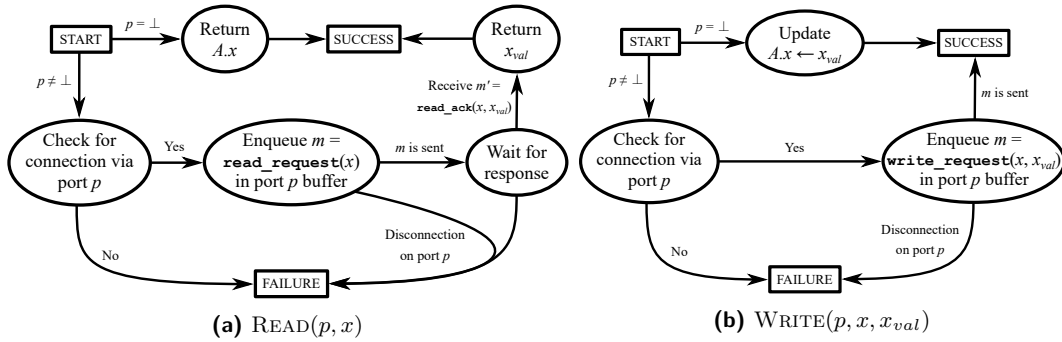 START
p = ⊥
Return
A.x
SUCCESS
Return
x_val
p ≠ ⊥
Receive m' =
read_ack(x, x_val)
Check for
connection via
port p
Yes
Enqueue m =
read_request(x)
in port p buffer
m is sent
Wait for
response
No
Disconnection
on port p
FAILURE
(a) READ(p, x)
START
p = ⊥
Update
A.x ← x_val
SUCCESS
p ≠ ⊥
m is sent
Check for
connection via
port p
Yes
Enqueue m =
write_request(x, x_val)
in port p buffer
No
Disconnection
on port p
FAILURE
(b) WRITE(p, x, x_val)